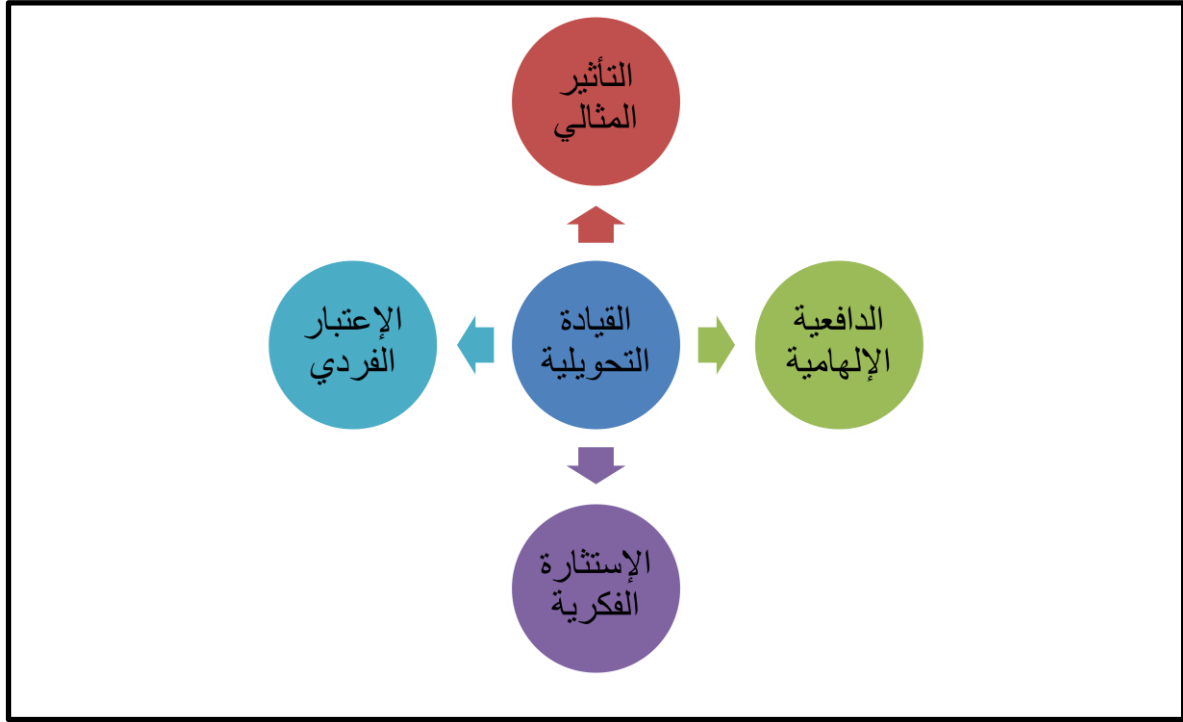 التأثير
المثالي
الدافعية
الإلهامية
القيادة
التحويلية
الإعتبار
الفردي
الإستثارة
الفكرية